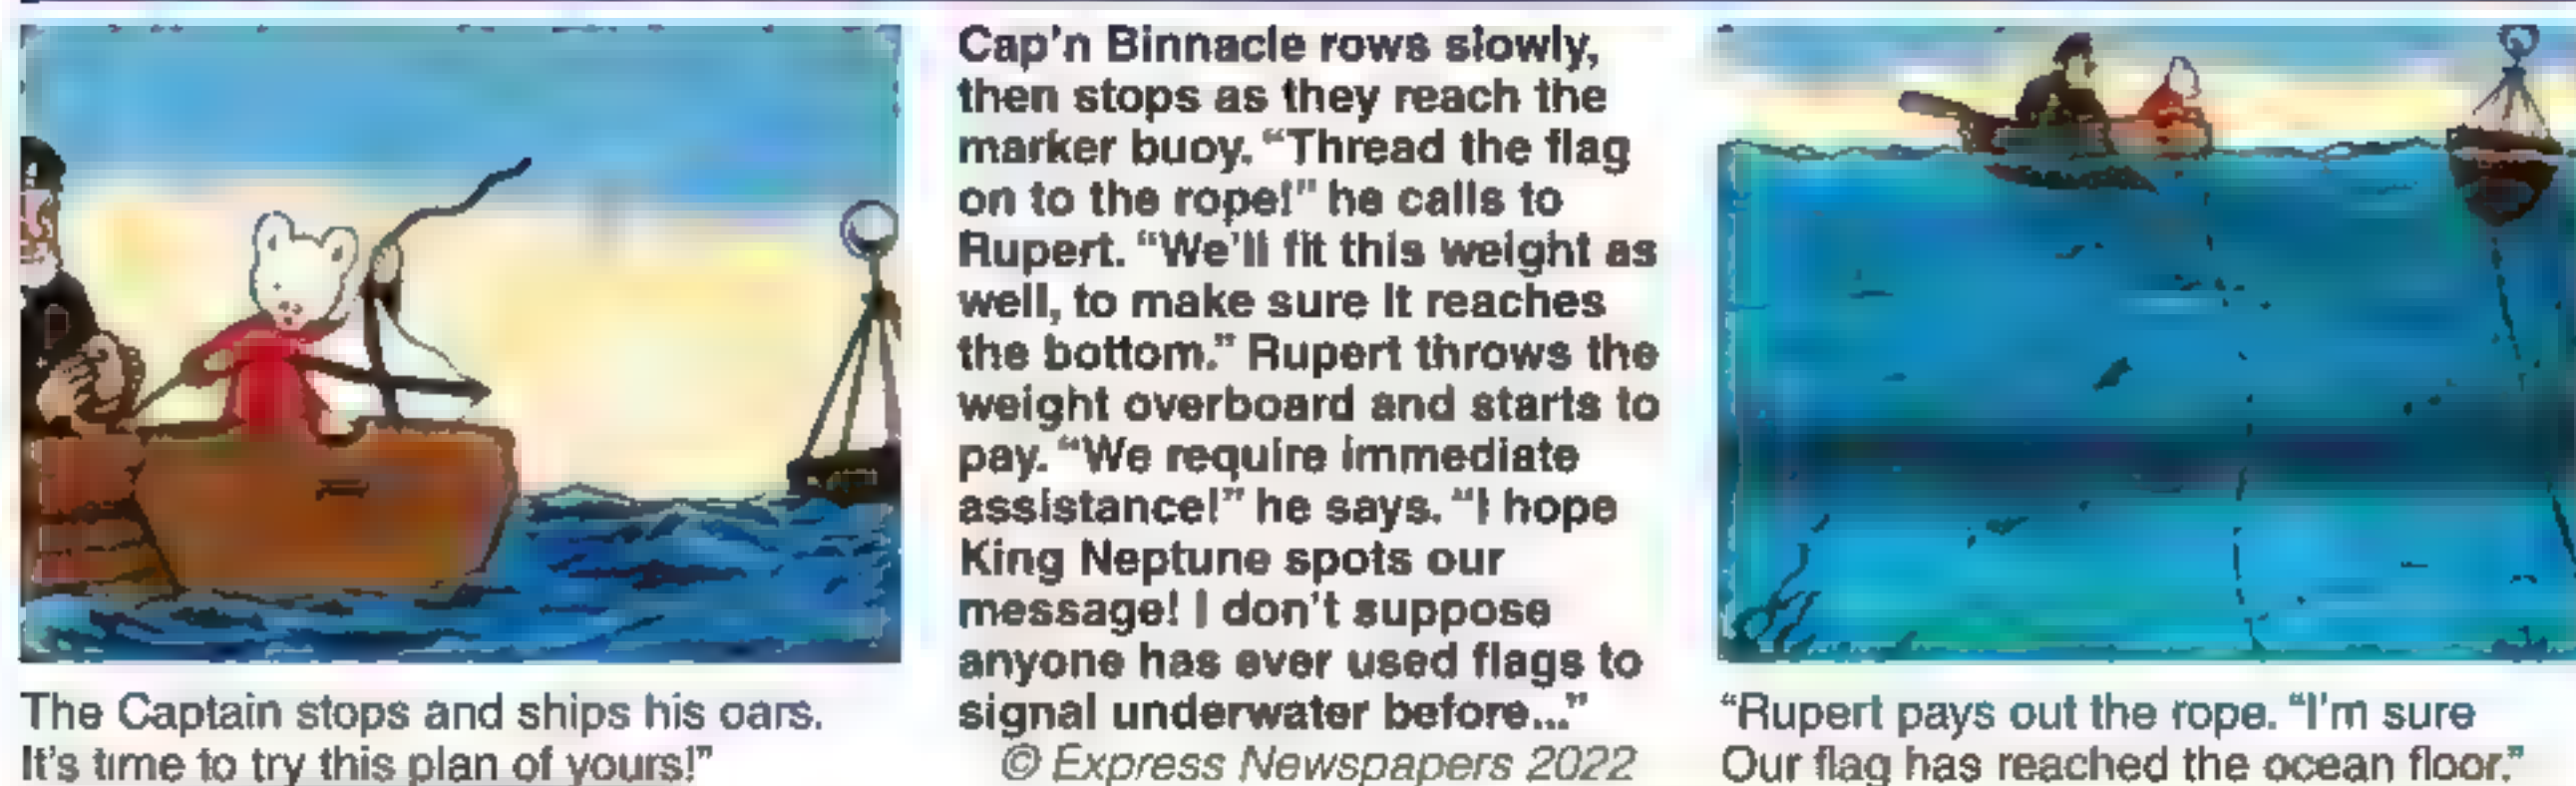 The Captain stops and ships his oars.
It's time to try this plan of yours!”
Cap’n Binnacle rows slowly,
then stops as they reach the
marker buoy. “Thread the flag
on to the rope!” he calls to
Rupert. “We’ll fit this weight as
well, to make sure it reaches
the bottom.” Rupert throws the
weight overboard and starts to
pay. “We require immediate
assistance!” he says. “I hope
King Neptune spots our
message! I don’t suppose
anyone has ever used flags to
signal underwater before...”
© Express Newspapers 2022
“Rupert pays out the rope. “I’m sure
Our flag has reached the ocean floor.”